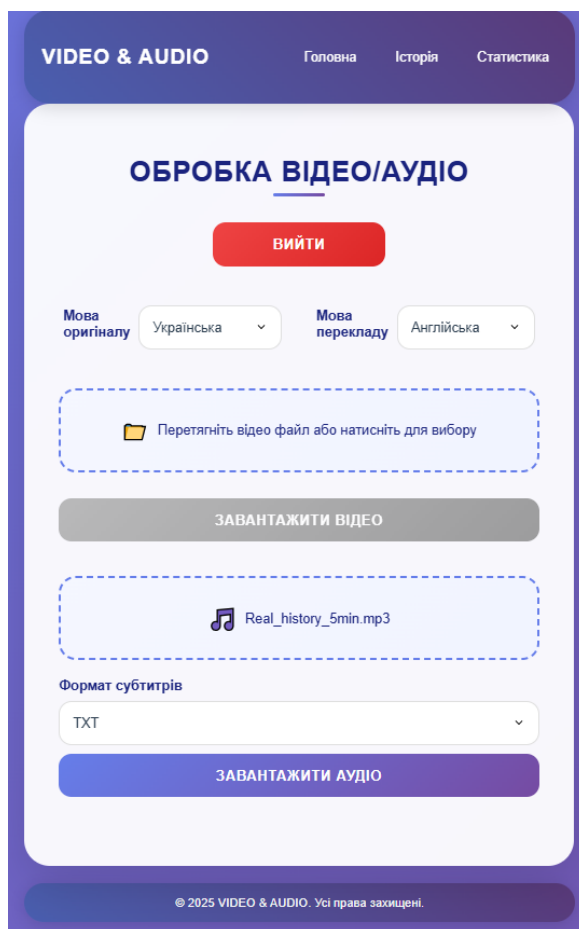 VIDEO & AUDIO
Головна Історія Статистика
ОБРОБКА ВІДЕО/АУДІО
ВИЙТИ
Мова оригіналу
Українська
Мова перекладу
Англійська
Перетягніть відео файл або натисніть для вибору
ЗАВАНТАЖИТИ ВІДЕО
Real_history_5min.mp3
Формат субтитрів
TXT
ЗАВАНТАЖИТИ АУДІО
© 2025 VIDEO & AUDIO. Усі права захищені.